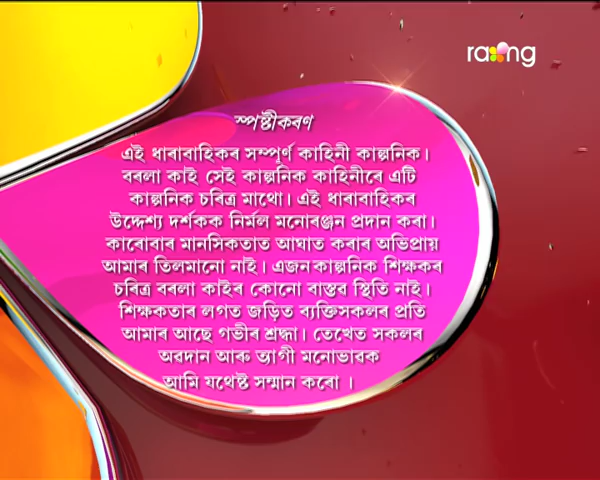 rang
স্পষ্টীকৰণ
এই ধাৰাবাহিকৰ সম্পূৰ্ণ কাহিনী কাল্পনিক।
বৰলা কাই সেই কাল্পনিক কাহিনীৰে এটি
কাল্পনিক চৰিত্ৰ মাথো। এই ধাৰাবাহিকৰ
উদ্দেশ্য দৰ্শকক নিৰ্মল মনোৰঞ্জন প্ৰদান কৰা।
কাৰোবাৰ মানসিকতাত আঘাত কৰাৰ অভিপ্ৰায়
আমাৰ তিলমানো নাই। এজন কাল্পনিক শিক্ষকৰ
চৰিত্ৰ বৰলা কাইৰ কোনো বাস্তৱ স্থিতি নাই।
শিক্ষকতাৰ লগত জড়িত ব্যক্তিসকলৰ প্ৰতি
আমাৰ আছে গভীৰ শ্ৰদ্ধা। তেখেত সকলৰ
অৱদান আৰু ত্যাগী মনোভাৱক
আমি যথেষ্ট সন্মান কৰো ।